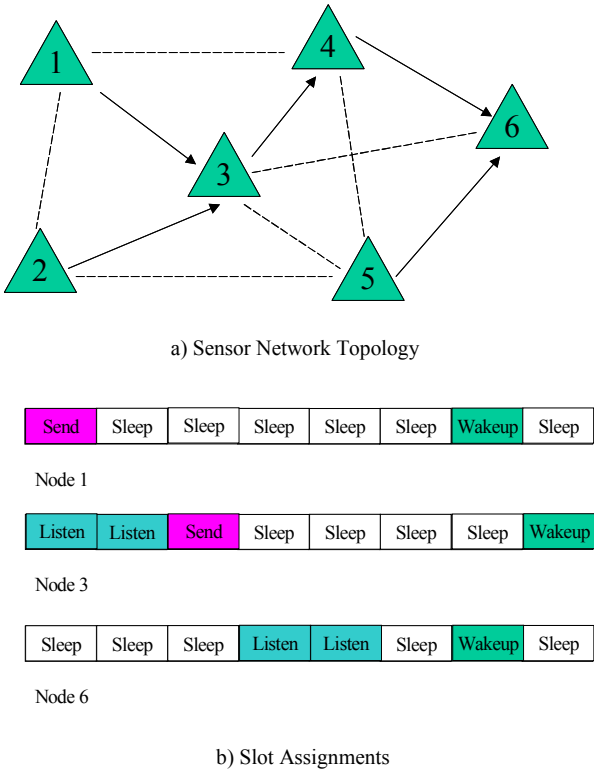 1
4
6
3
2
5
a) Sensor Network Topology
Send Sleep Sleep Sleep Sleep Sleep Wakeup Sleep
Node 1
Listen Listen Send Sleep Sleep Sleep Sleep Wakeup
Node 3
Sleep Sleep Sleep Listen Listen Sleep Wakeup Sleep
Node 6
b) Slot Assignments